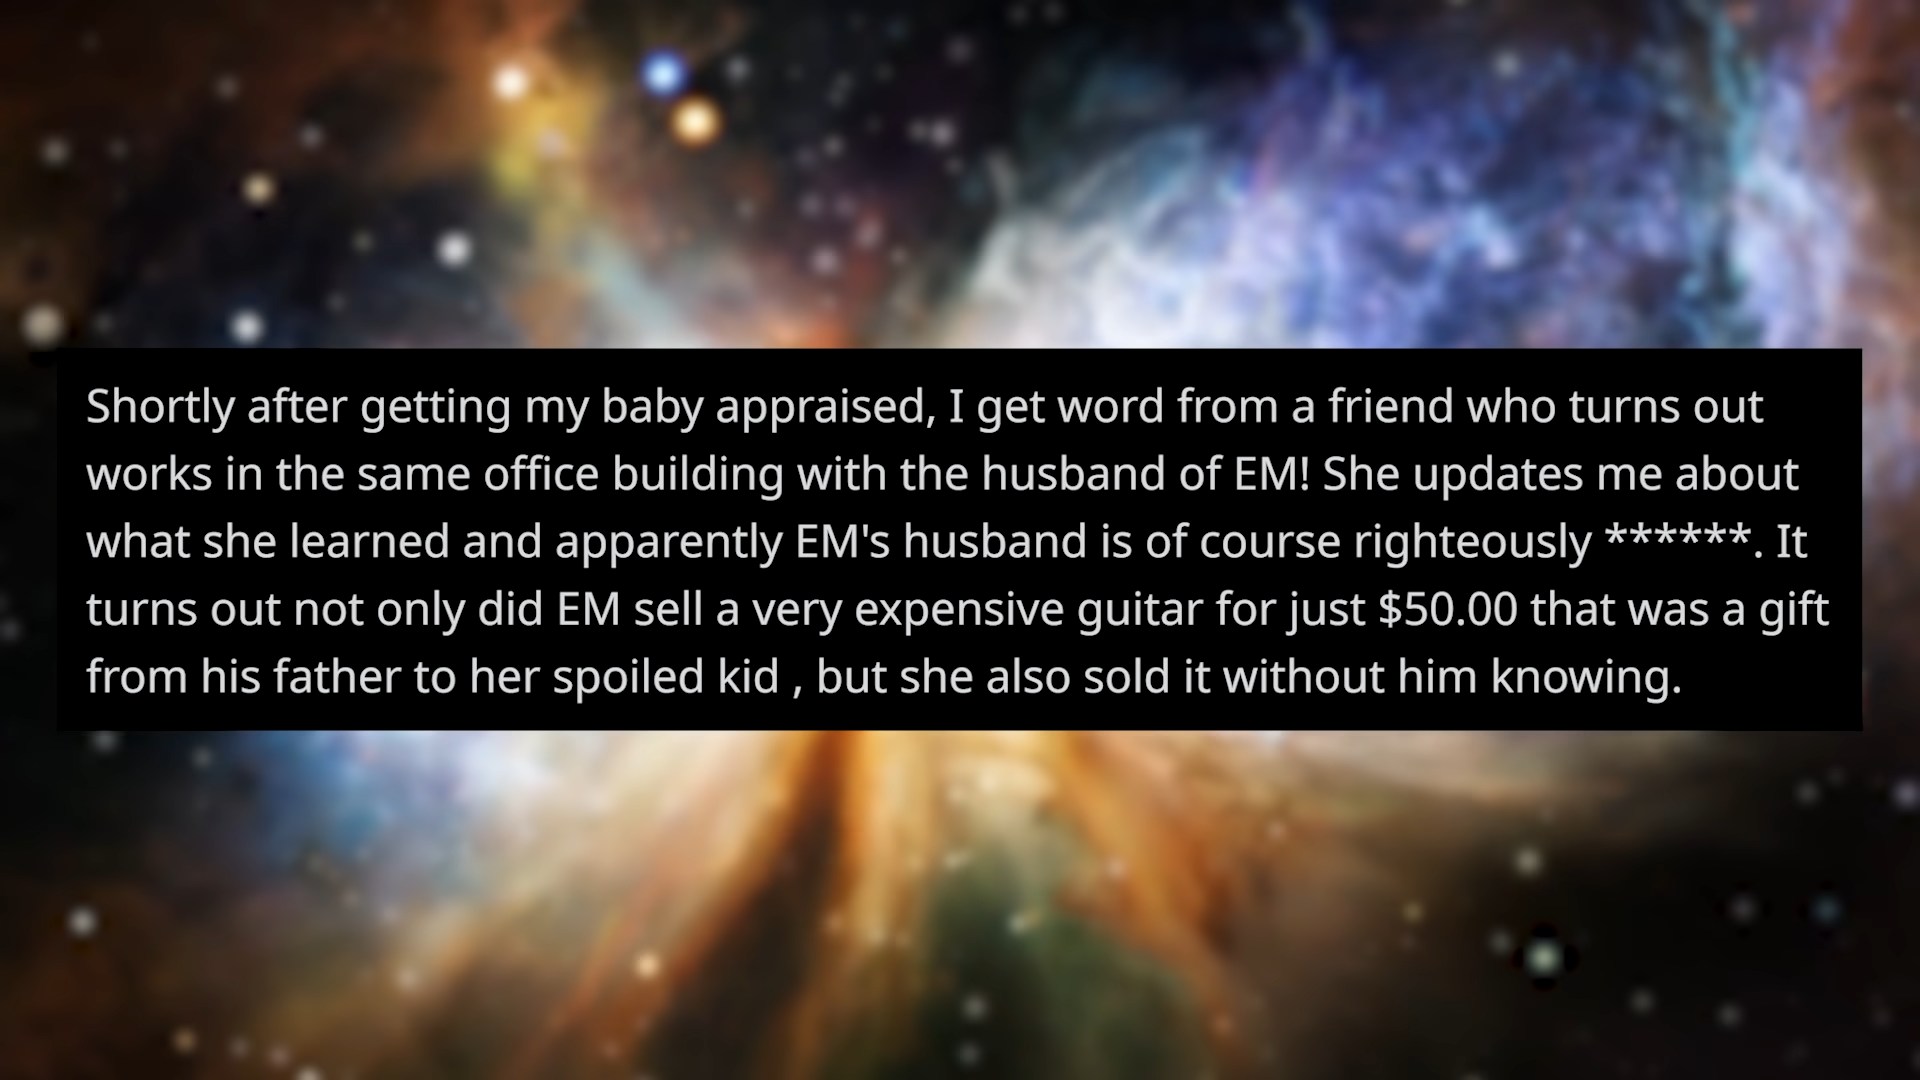 Shortly after getting my baby appraised, I get word from a friend who turns out
works in the same office building with the husband of EM! She updates me about
what she learned and apparently EM's husband is of course righteously ******. It
turns out not only did EM sell a very expensive guitar for just $50.00 that was a gift
from his father to her spoiled kid , but she also sold it without him knowing.